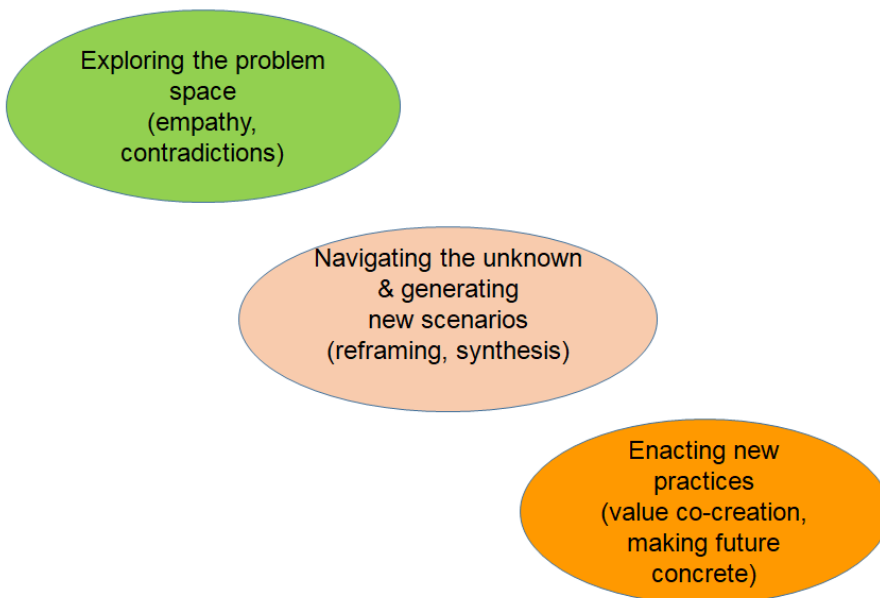 Exploring the problem
space
(empathy,
contradictions)
Navigating the unknown
& generating
new scenarios
(reframing, synthesis)
Enacting new
practices
(value co-creation,
making future
concrete)